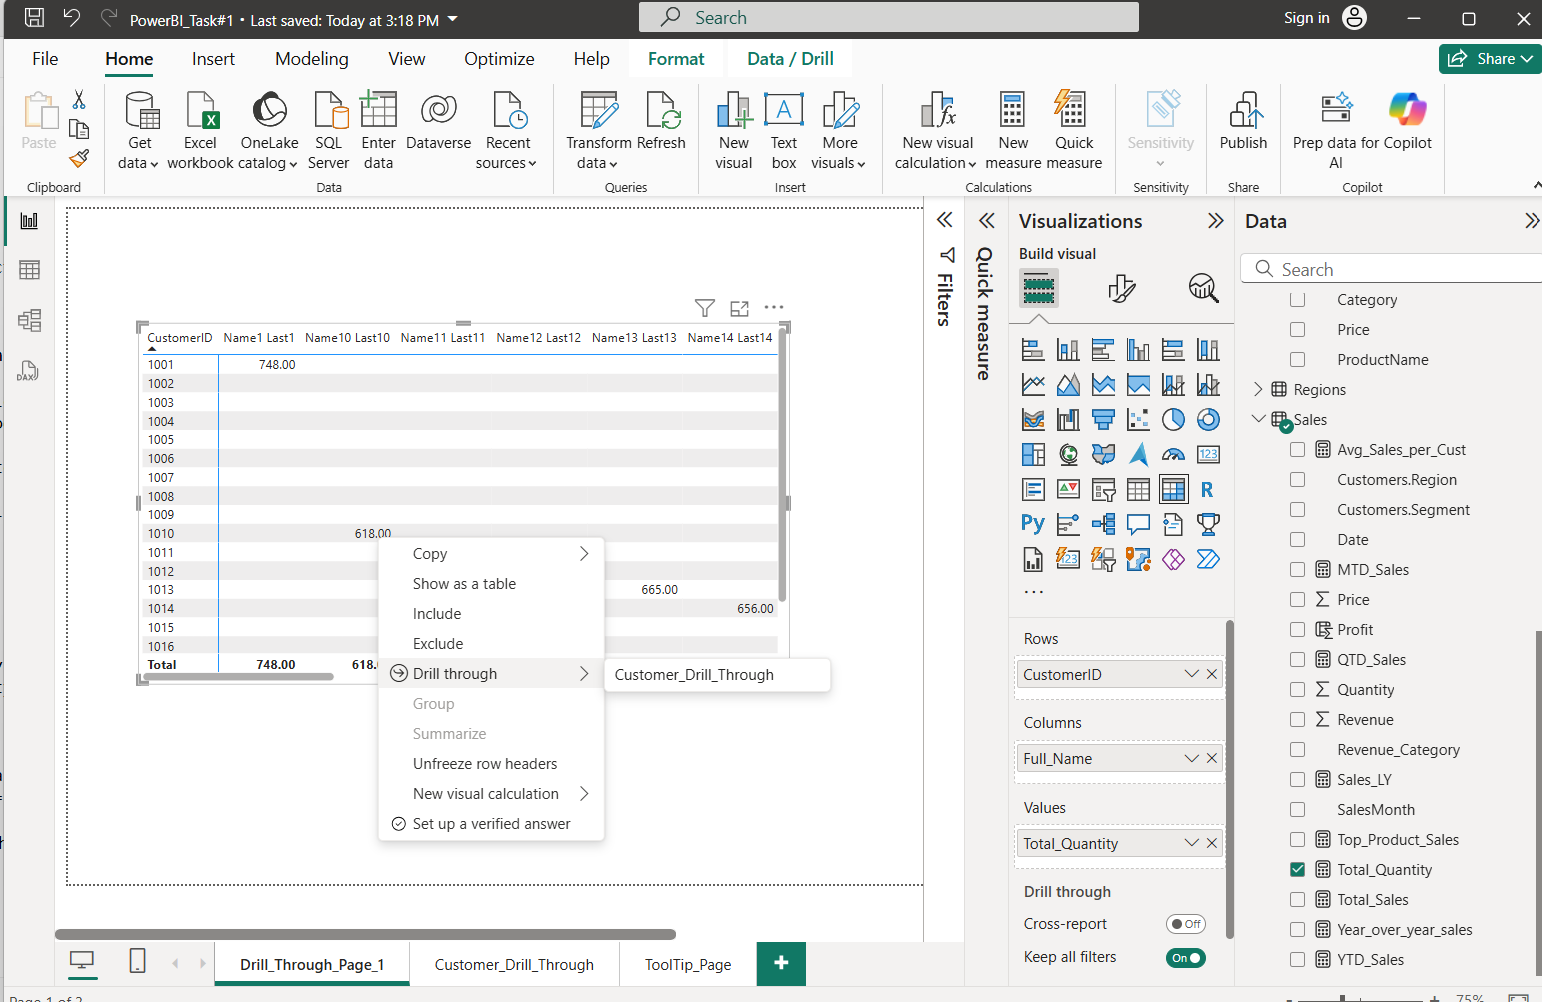 PowerBI_Task#1 • Last saved: Today at 3:18 PM
Search
Sign in
File
Home
Insert
Modeling
View
Optimize
Help
Format
Data / Drill
Share
Paste
Get data
Excel workbook
OneLake catalog
SQL Server
Enter data
Dataverse
Recent sources
Transform data
Refresh
New visual
Text box
More visuals
New visual calculation
New measure
Quick measure
Sensitivity
Publish
Prep data for AI
Copilot
Clipboard
Data
Queries
Insert
Calculations
Sensitivity
Share
Copilot
CustomerID Name1 Last1 Name10 Last10 Name11 Last11 Name12 Last12 Name13 Last13 Name14 Last14
1001 748.00
1002
1003
1004
1005
1006
1007
1008
1009
1010 618.00
1011
1012
1013 665.00
1014 656.00
1015
1016
Total 748.00 618.
Copy
Show as a table
Include
Exclude
Drill through
Customer_Drill_Through
Group
Summarize
Unfreeze row headers
New visual calculation
Set up a verified answer
Filters
Quick measure
Visualizations
Build visual
123
R
Py
123
...
Rows
CustomerID
Columns
Full_Name
Values
Total_Quantity
Drill through
Cross-report
Off
Keep all filters
On
Data
Search
Category
Price
ProductName
Regions
Sales
Avg_Sales_per_Cust
Customers.Region
Customers.Segment
Date
MTD_Sales
Price
Profit
QTD_Sales
Quantity
Revenue
Revenue_Category
Sales_LY
SalesMonth
Top_Product_Sales
Total_Quantity
Total_Sales
Year_over_year_sales
YTD_Sales
DAX
Drill_Through_Page_1
Customer_Drill_Through
ToolTip_Page
+
Page 1 of 2
75%